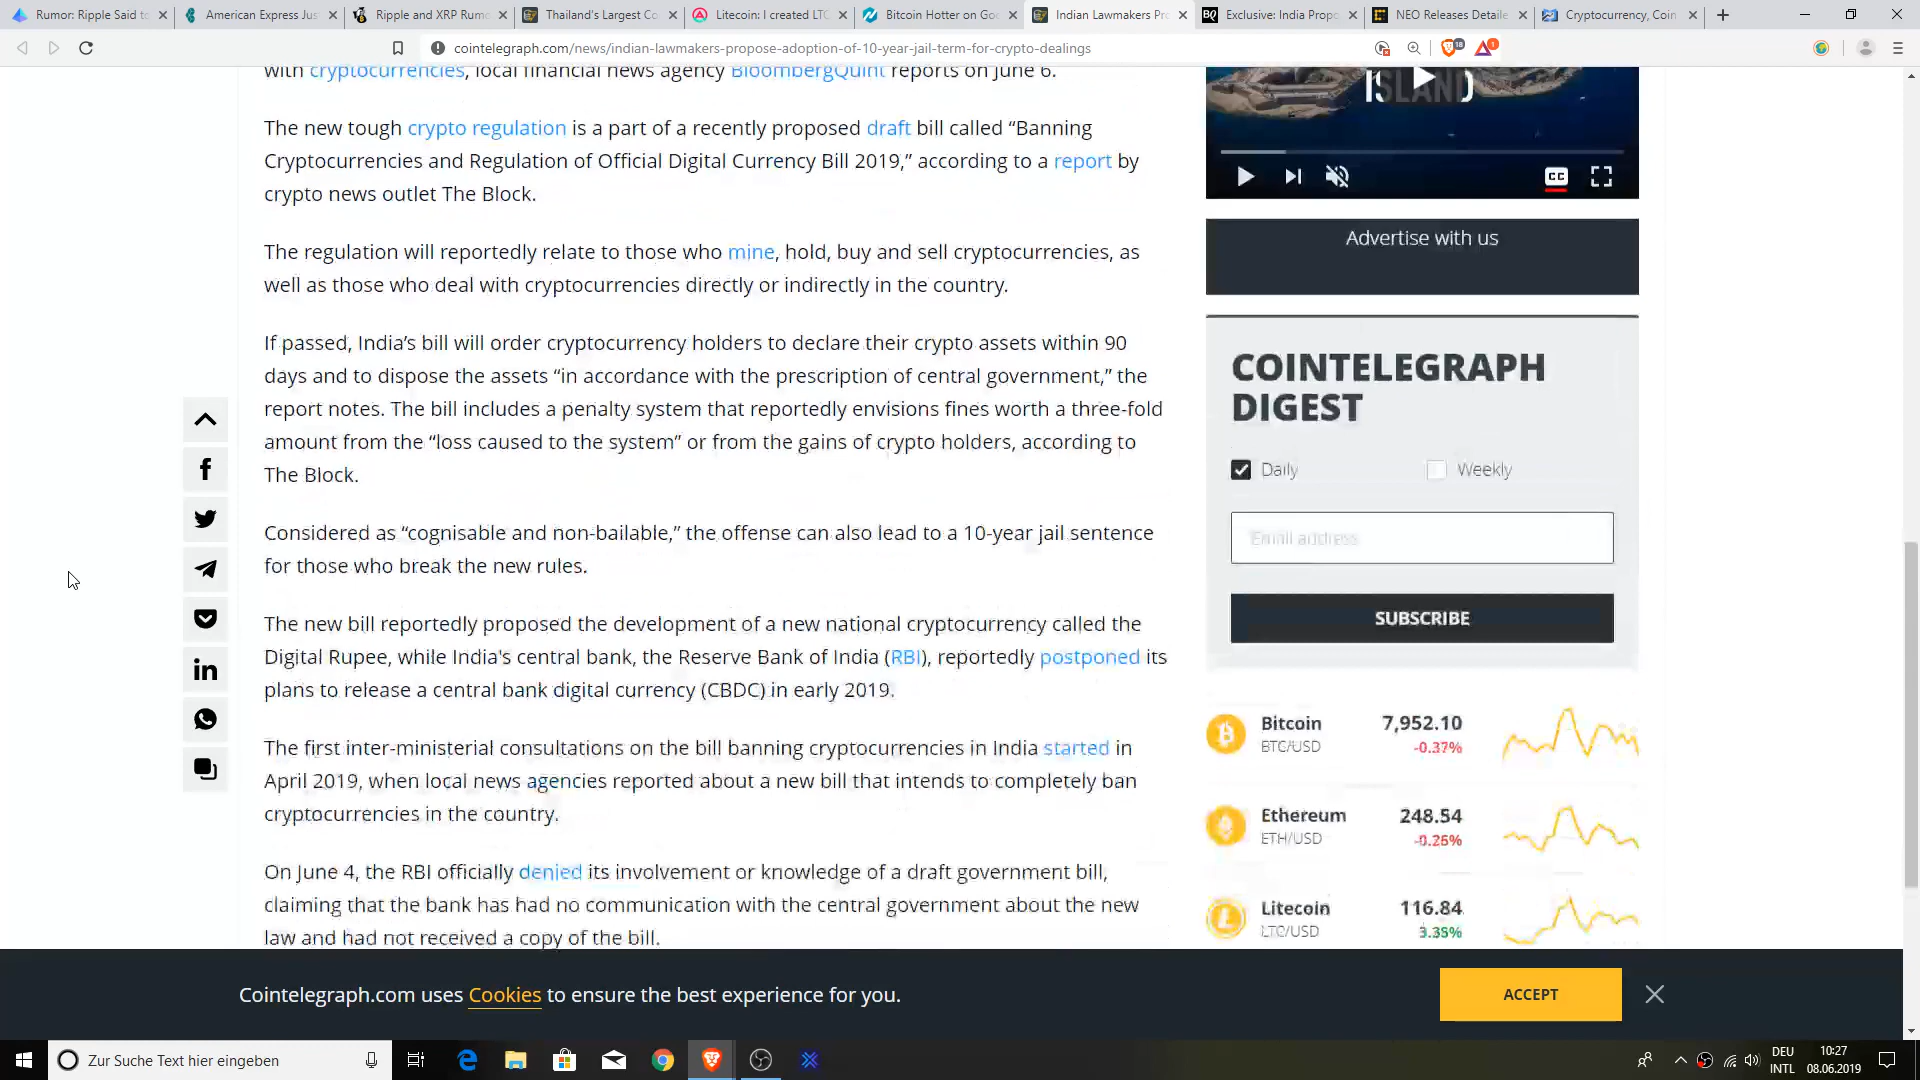 Rumor: Ripple Said to
American Express Jus
Ripple and XRP Rumo
Thailand's Largest Co
Litecoin: I created LTC
Bitcoin Hotter on Goo
Indian Lawmakers Pro
Exclusive: India Propo
NEO Releases Detaile
Cryptocurrency, Coin
cointelegraph.com/news/indian-lawmakers-propose-adoption-of-10-year-jail-term-for-crypto-dealings
18
1
with cryptocurrencies, local financial news agency BloombergQuint reports on June 6.
The new tough crypto regulation is a part of a recently proposed draft bill called “Banning
Cryptocurrencies and Regulation of Official Digital Currency Bill 2019,” according to a report by
crypto news outlet The Block.
The regulation will reportedly relate to those who mine, hold, buy and sell cryptocurrencies, as
well as those who deal with cryptocurrencies directly or indirectly in the country.
If passed, India’s bill will order cryptocurrency holders to declare their crypto assets within 90
days and to dispose the assets “in accordance with the prescription of central government,” the
report notes. The bill includes a penalty system that reportedly envisions fines worth a three-fold
amount from the “loss caused to the system” or from the gains of crypto holders, according to
The Block.
Considered as “cognisable and non-bailable,” the offense can also lead to a 10-year jail sentence
for those who break the new rules.
The new bill reportedly proposed the development of a new national cryptocurrency called the
Digital Rupee, while India's central bank, the Reserve Bank of India (RBI), reportedly postponed its
plans to release a central bank digital currency (CBDC) in early 2019.
The first inter-ministerial consultations on the bill banning cryptocurrencies in India started in
April 2019, when local news agencies reported about a new bill that intends to completely ban
cryptocurrencies in the country.
On June 4, the RBI officially denied its involvement or knowledge of a draft government bill,
claiming that the bank has had no communication with the central government about the new
law and had not received a copy of the bill.
ISLAND
CC
Advertise with us
COINTELEGRAPH
DIGEST
Daily Weekly
Email address
SUBSCRIBE
Bitcoin 7,952.10
BTC/USD -0.37%
Ethereum 248.54
ETH/USD -0.25%
Litecoin 116.84
LTC/USD 3.35%
Cointelegraph.com uses Cookies to ensure the best experience for you.
ACCEPT
Zur Suche Text hier eingeben
DEU 10:27
INTL 08.06.2019